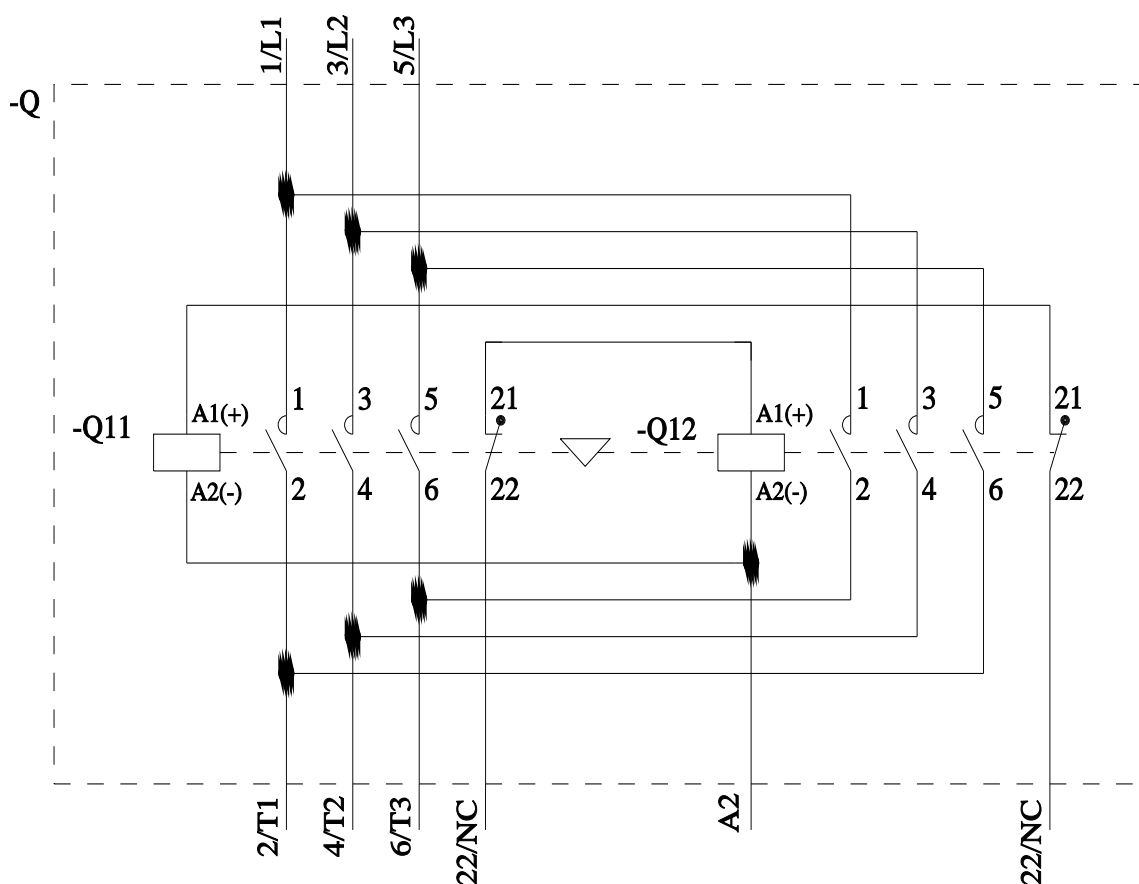 1/L1
3/L2
5/L3
-Q
-Q11
A1(+)
A2(-)
1
2
3
4
5
6
21
22
-Q12
A1(+)
A2(-)
1
2
3
4
5
6
21
22
2/T1
4/T2
6/T3
22/NC
A2
22/NC